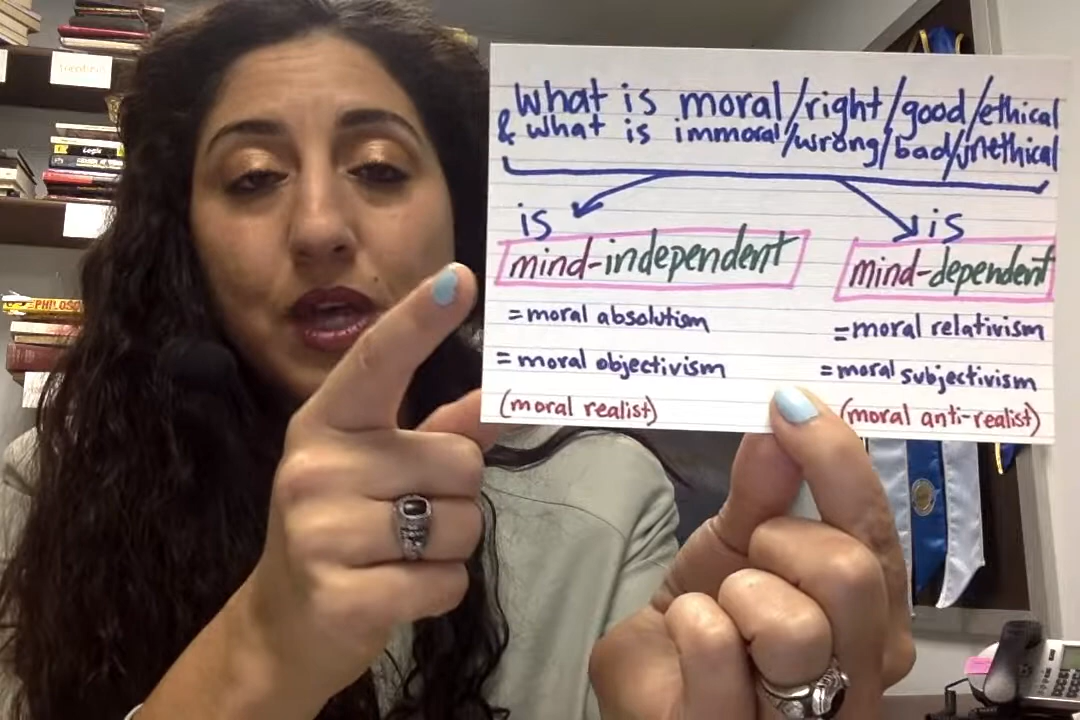 what is moral/right/good/ethical
& what is immoral/wrong/bad/unethical
is
is
mind-independent
mind-dependent
= moral absolutism
= moral relativism
= moral objectivism
= moral subjectivism
(moral realist)
(moral anti-realist)
Logic
PHILOSO